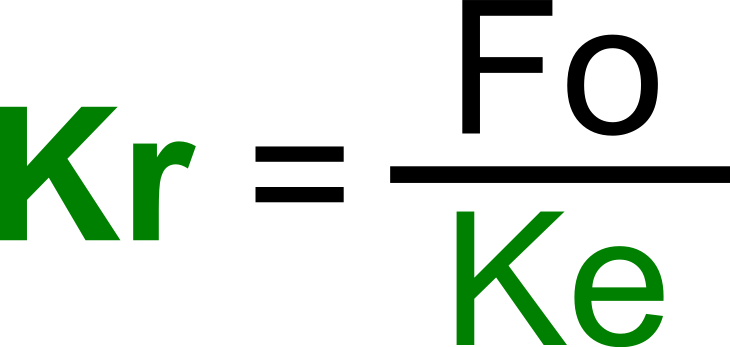 Kr = Fo
Ke